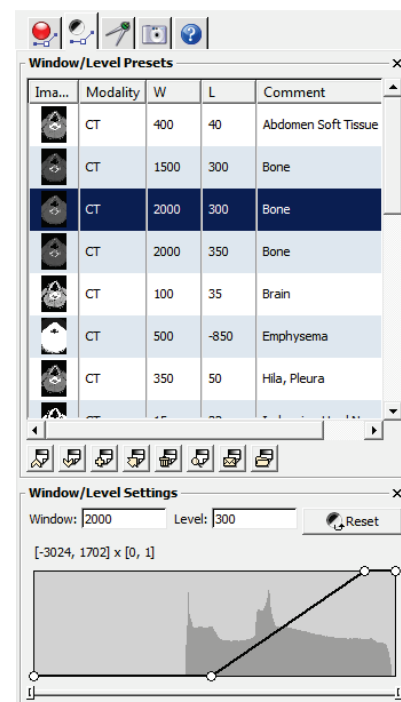 Window/Level Presets
Ima... Modality W L Comment
CT 400 40 Abdomen Soft Tissue
CT 1500 300 Bone
CT 2000 300 Bone
CT 2000 350 Bone
CT 100 35 Brain
CT 500 -850 Emphysema
CT 350 50 Hila, Pleura
Window/Level Settings
Window: 2000 Level: 300 Reset
[-3024, 1702] x [0, 1]